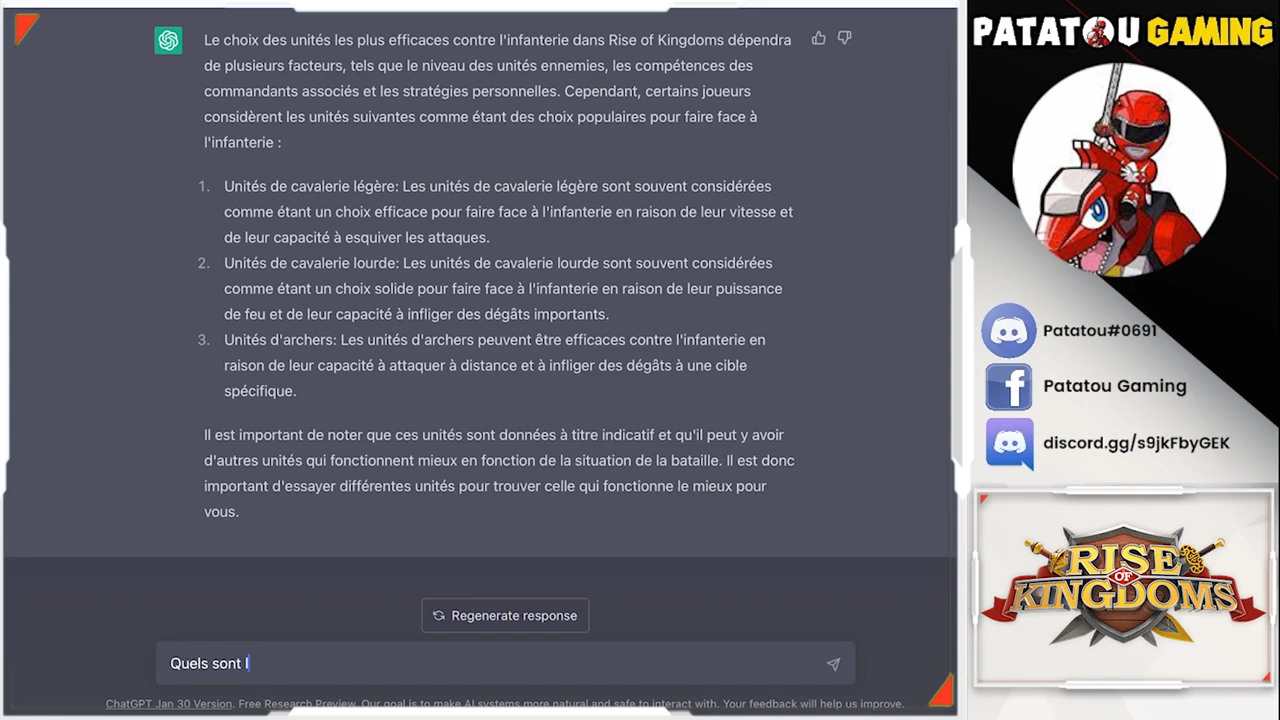 Le choix des unités les plus efficaces contre l'infanterie dans Rise of Kingdoms dépendra
de plusieurs facteurs, tels que le niveau des unités ennemies, les compétences des
commandants associés et les stratégies personnelles. Cependant, certains joueurs
considèrent les unités suivantes comme étant des choix populaires pour faire face à
l'infanterie :
1. Unités de cavalerie légère: Les unités de cavalerie légère sont souvent considérées
comme étant un choix efficace pour faire face à l'infanterie en raison de leur vitesse et
de leur capacité à esquiver les attaques.
2. Unités de cavalerie lourde: Les unités de cavalerie lourde sont souvent considérées
comme étant un choix solide pour faire face à l'infanterie en raison de leur puissance
de feu et de leur capacité à infliger des dégâts importants.
3. Unités d'archers: Les unités d'archers peuvent être efficaces contre l'infanterie en
raison de leur capacité à attaquer à distance et à infliger des dégâts à une cible
spécifique.
Il est important de noter que ces unités sont données à titre indicatif et qu'il peut y avoir
d'autres unités qui fonctionnent mieux en fonction de la situation de la bataille. Il est donc
important d'essayer différentes unités pour trouver celle qui fonctionne le mieux pour
vous.
Regenerate response
Quels sont l
ChatGPT Jan 30 Version. Free Research Preview. Our goal is to make AI systems more natural and safe to interact with. Your feedback will help us improve.
PATATOU GAMING
Patatou#0691
Patatou Gaming
discord.gg/s9jkFbyGEK
RISE
OF
KINGDOMS